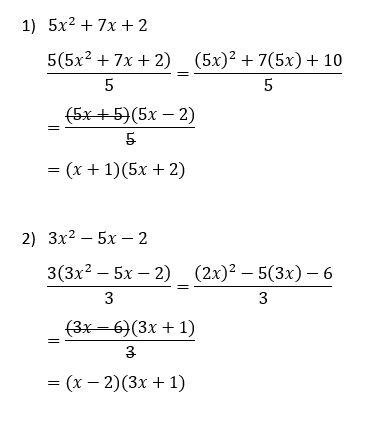 1) 5x² + 7x + 2
5(5x² + 7x + 2)/5 = (5x)² + 7(5x) + 10/5
= (5x + 5)(5x − 2)/5
= (x + 1)(5x + 2)
2) 3x² − 5x − 2
3(3x² − 5x − 2)/3 = (2x)² − 5(3x) − 6/3
= (3x − 6)(3x + 1)/3
= (x − 2)(3x + 1)